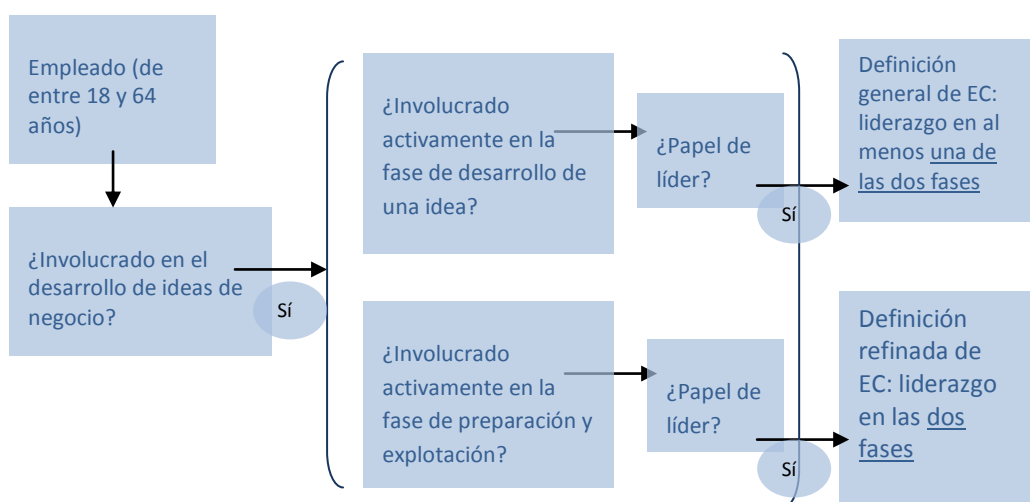 Empleado (de
entre 18 y 64
años)
¿Involucrado en el
desarrollo de ideas de
negocio?
Sí
¿Involucrado
activamente en la
fase de desarrollo de
una idea?
¿Papel de
líder?
Sí
Definición
general de EC:
liderazgo en al
menos una de
las dos fases
¿Involucrado
activamente en la
fase de preparación y
explotación?
¿Papel de
líder?
Sí
Definición
refinada de
EC: liderazgo
en las dos
fases